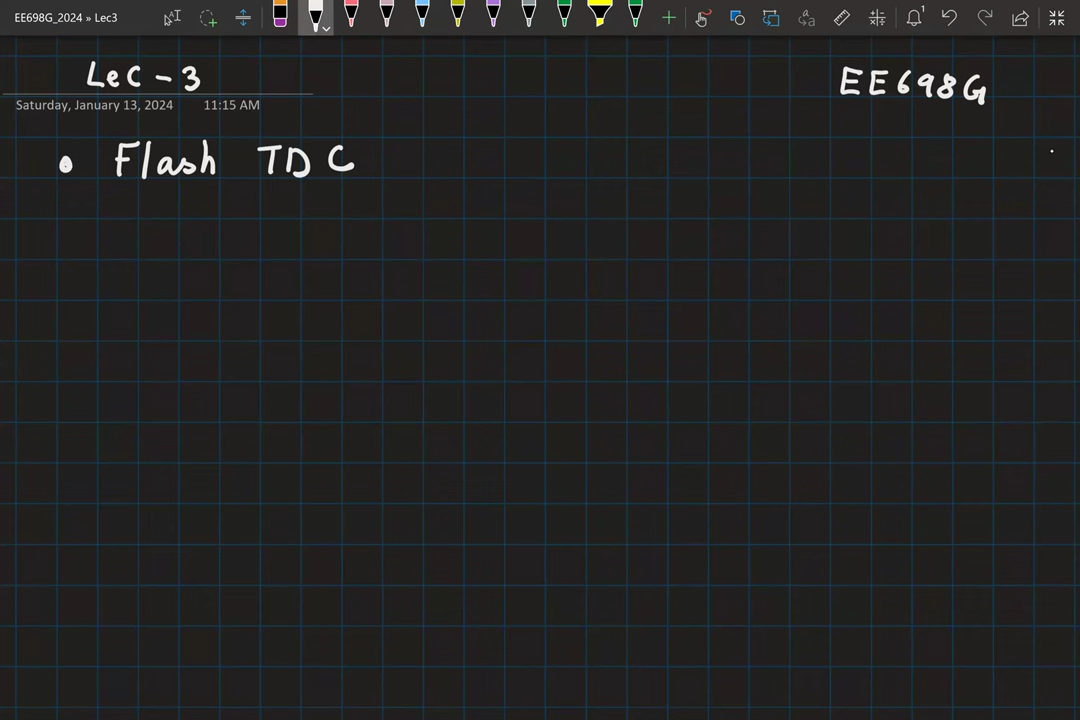 EE698G_2024 » Lec3
Lec - 3
EE698G
Saturday, January 13, 2024 11:15 AM
• Flash TDC